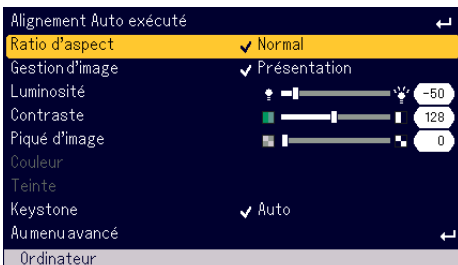 Alignement Auto exécuté
Ratio d'aspect Normal
Gestion d'image Présentation
Luminosité -50
Contraste 128
Piqué d'image 0
Couleur
Teinte
Keystone Auto
Au menu avancé
Ordinateur